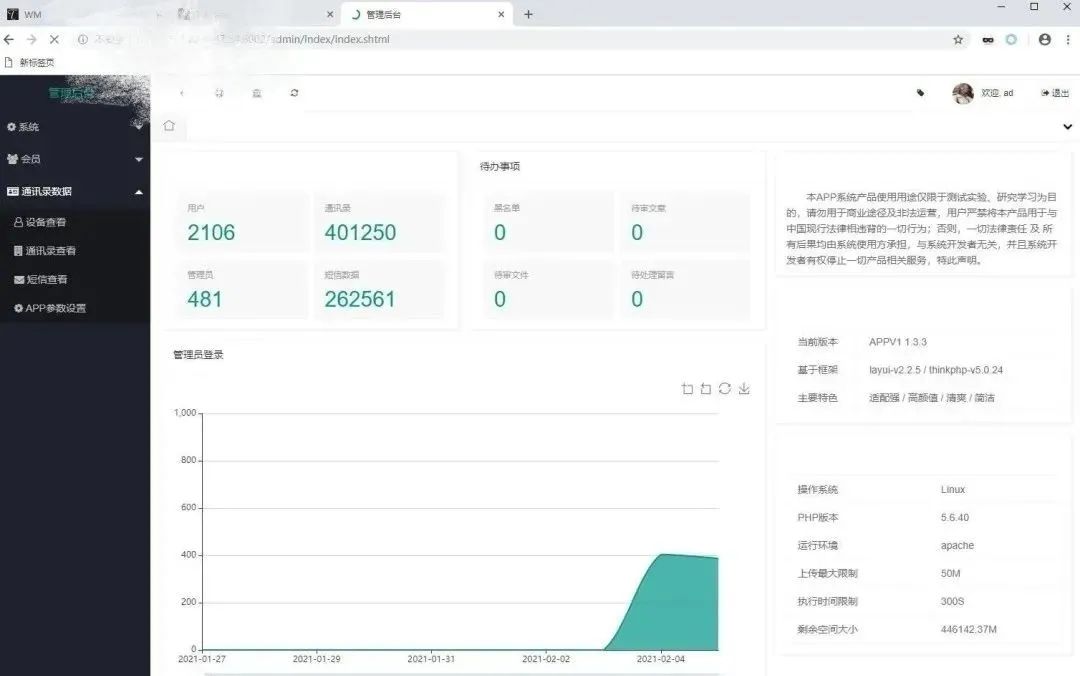 WM
管理后台
admin/index/index.shtml
新标签页
管理后台
欢迎, ad
退出
系统
会员
通讯录数据
设备查看
通讯录查看
短信查看
APP参数设置
用户
2106
通讯录
401250
管理员
481
短信数据
262561
待办事项
黑名单
0
待审文章
0
待审文件
0
待处理留言
0
本APP系统产品使用用途仅限于测试实验、研究学习为目
的，请勿用于商业途径及非法运营，用户严禁将本产品用于与
中国现行法律相违背的一切行为；否则，一切法律责任 及 所
有后果均由系统使用方承担，与系统开发者无关，并且系统开
发者有权停止一切产品相关服务，特此声明。
当前版本 APPV1 1.3.3
基于框架 layui-v2.2.5 / thinkphp-v5.0.24
主要特色 适配强 / 高颜值 / 清爽 / 简洁
管理员登录
1,000
800
600
400
200
0
2021-01-27 2021-01-29 2021-01-31 2021-02-02 2021-02-04
操作系统 Linux
PHP版本 5.6.40
运行环境 apache
上传最大限制 50M
执行时间限制 300S
剩余空间大小 446142.37M